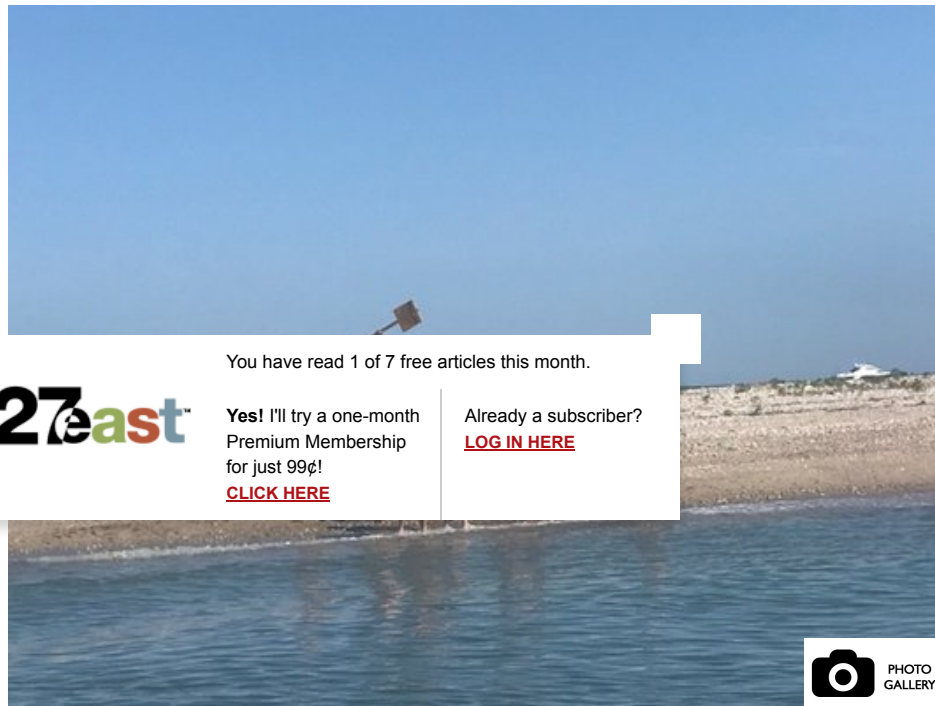 You have read 1 of 7 free articles this month.
27east™
Yes! I'll try a one-month
Premium Membership
for just 99¢!
CLICK HERE
Already a subscriber?
LOG IN HERE
PHOTO
GALLERY